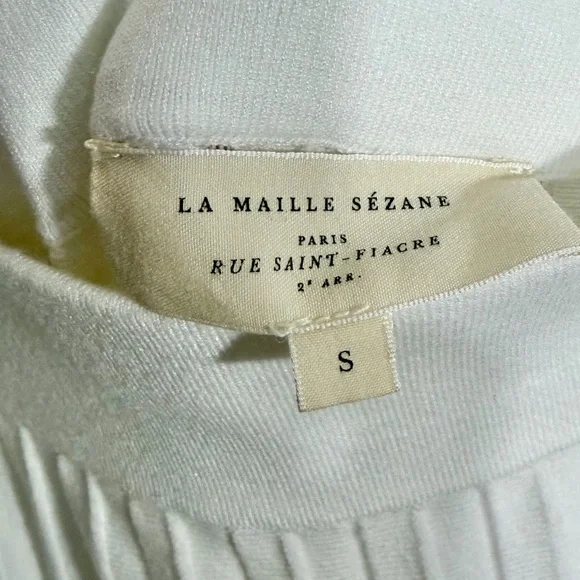 LA MAILLE SÉZANE
PARIS
RUE SAINT-FIACRE
2ᵉ ARR.
S